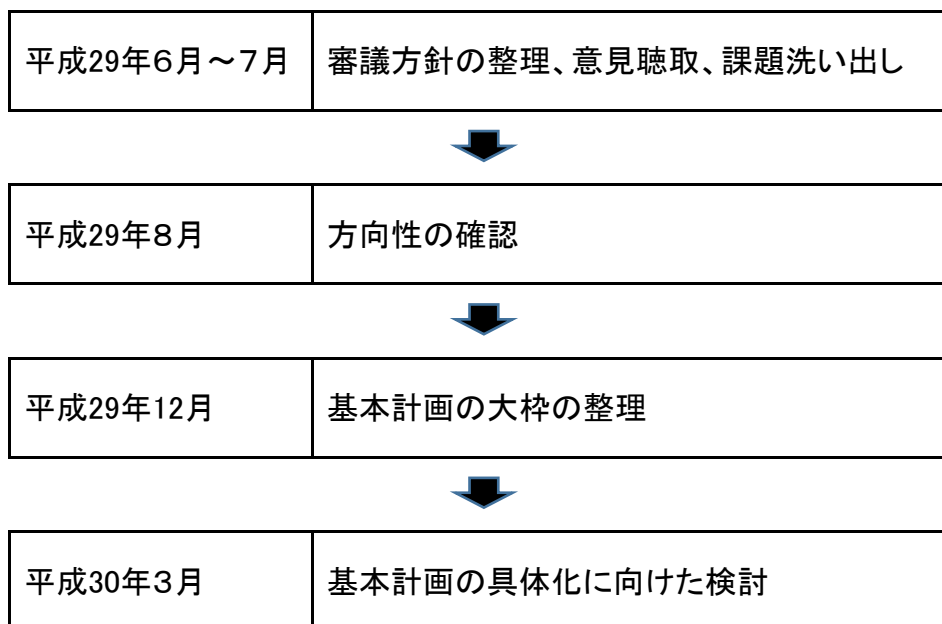 平成29年6月～7月 審議方針の整理、意見聴取、課題洗い出し
平成29年8月 方向性の確認
平成29年12月 基本計画の大枠の整理
平成30年3月 基本計画の具体化に向けた検討